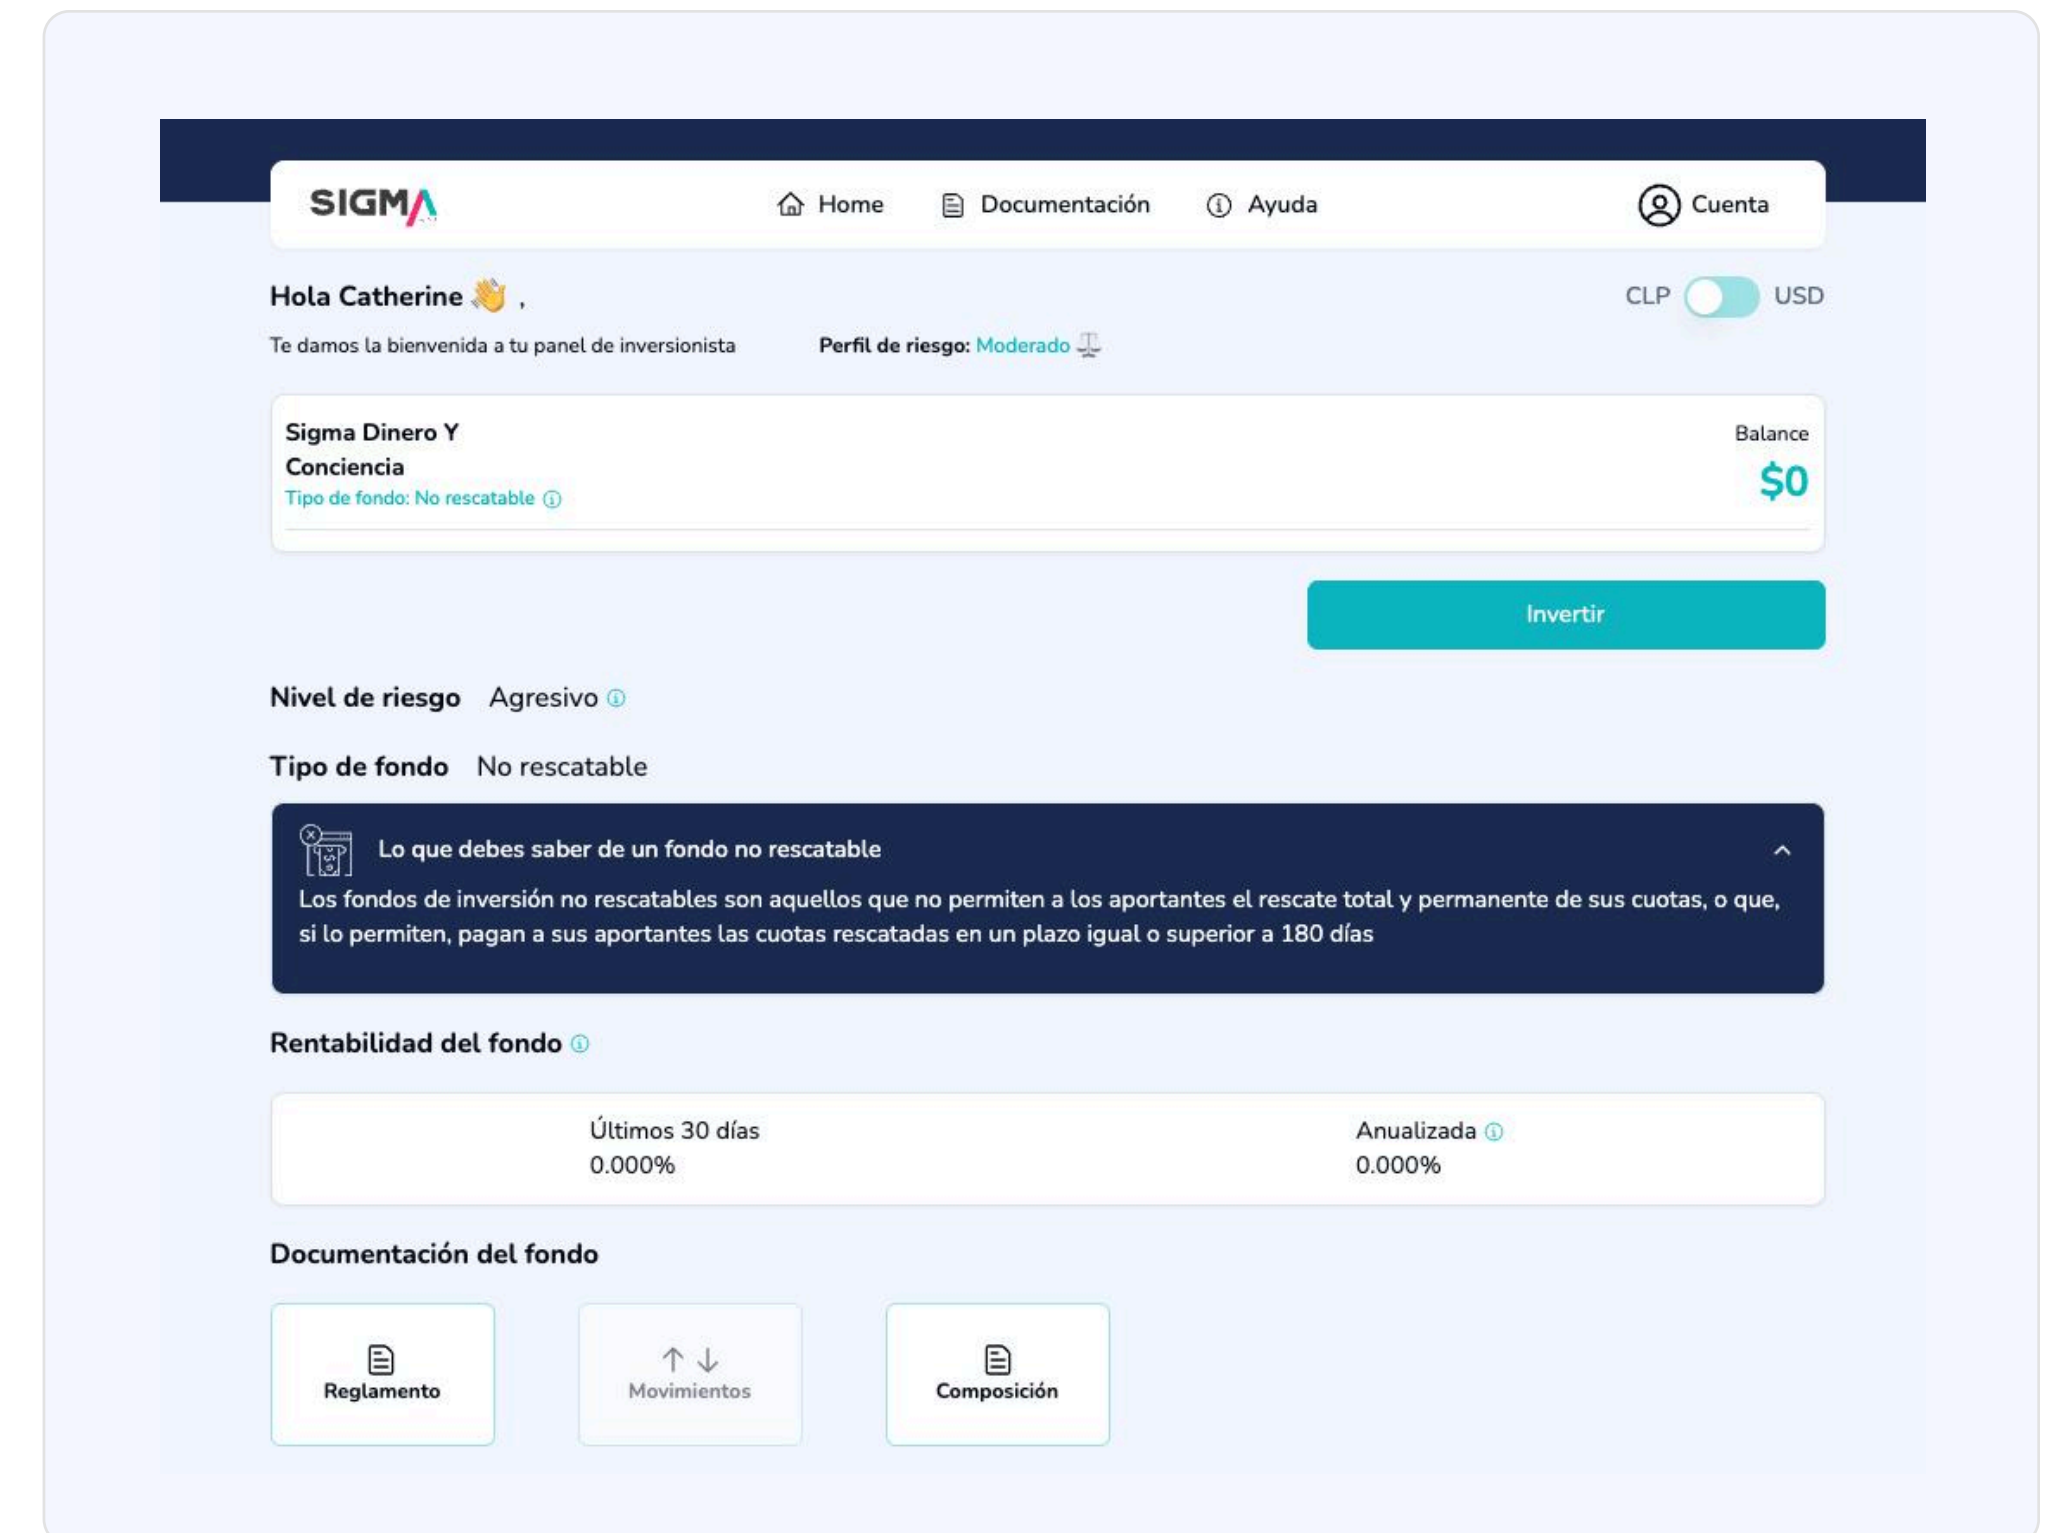 SIGMA
Home
Documentación
Ayuda
Cuenta
Hola Catherine 👋 ,
CLP
USD
Te damos la bienvenida a tu panel de inversionista
Perfil de riesgo: Moderado
Sigma Dinero Y
Conciencia
Tipo de fondo: No rescatable
Balance
$0
Invertir
Nivel de riesgo Agresivo
Tipo de fondo No rescatable
Lo que debes saber de un fondo no rescatable
Los fondos de inversión no rescatables son aquellos que no permiten a los aportantes el rescate total y permanente de sus cuotas, o que,
si lo permiten, pagan a sus aportantes las cuotas rescatadas en un plazo igual o superior a 180 días
Rentabilidad del fondo
Últimos 30 días
0.000%
Anualizada
0.000%
Documentación del fondo
Reglamento
Movimientos
Composición